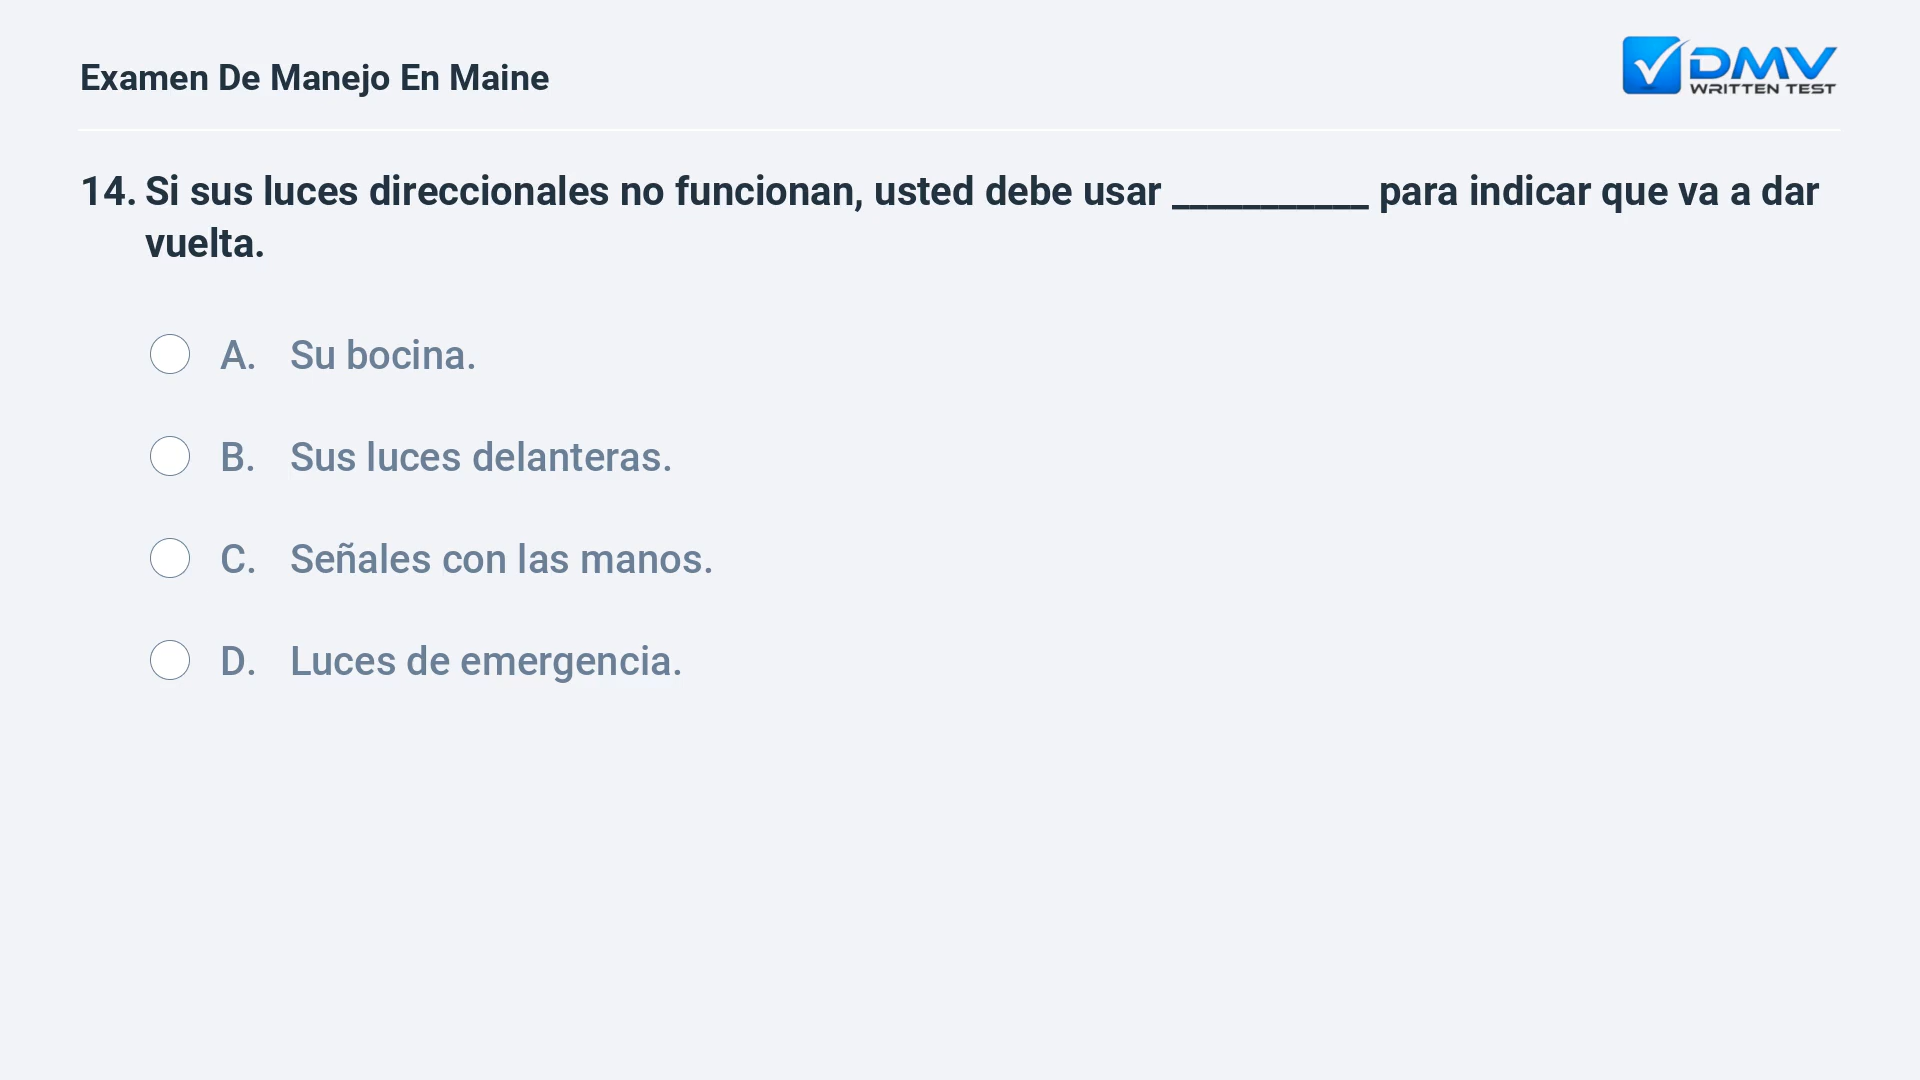 Examen De Manejo En Maine
DMV
WRITTEN TEST
14. Si sus luces direccionales no funcionan, usted debe usar ___________ para indicar que va a dar
vuelta.
A. Su bocina.
B. Sus luces delanteras.
C. Señales con las manos.
D. Luces de emergencia.